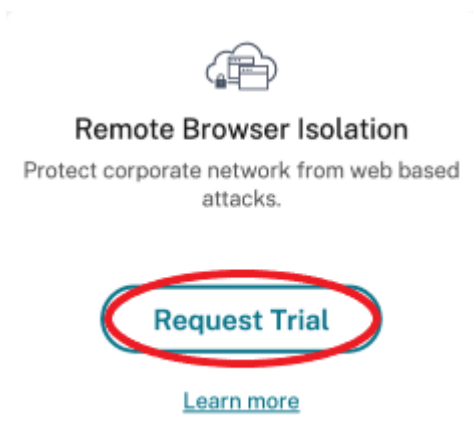 Remote Browser Isolation
Protect corporate network from web based
attacks.
Request Trial
Learn more